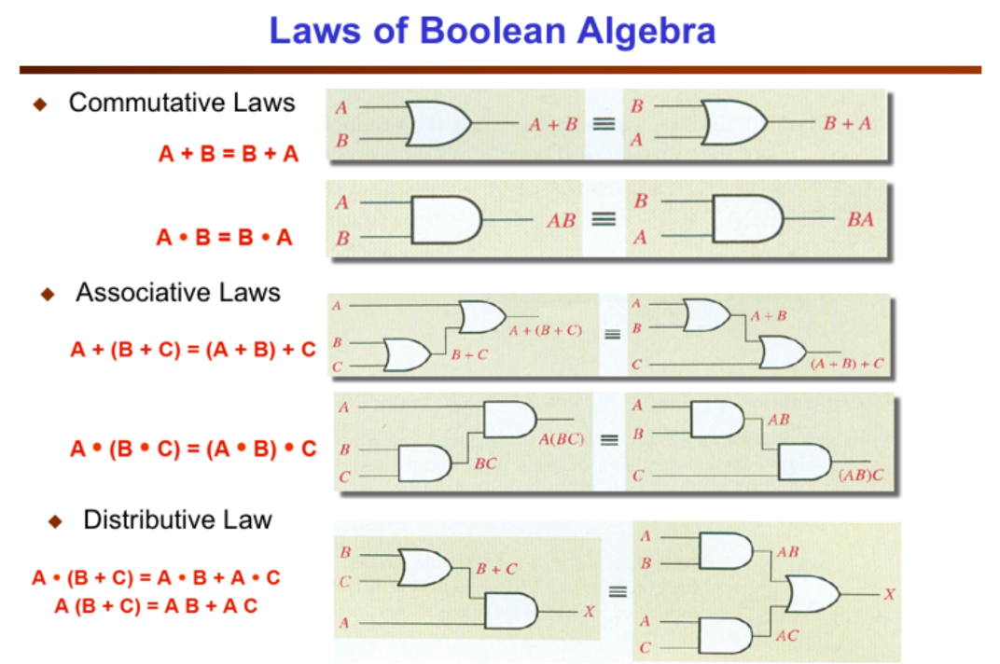 Laws of Boolean Algebra
◆ Commutative Laws
A + B = B + A
A
B
A + B
≡
B
A
B + A
A • B = B • A
A
B
AB
≡
B
A
BA
◆ Associative Laws
A + (B + C) = (A + B) + C
A
B
C
B + C
A + (B + C)
≡
A
B
C
A + B
(A + B) + C
A • (B • C) = (A • B) • C
A
B
C
BC
A(BC)
≡
A
B
C
AB
(AB)C
◆ Distributive Law
A • (B + C) = A • B + A • C
A (B + C) = A B + A C
B
C
A
B + C
X
≡
A
B
A
C
AB
AC
X